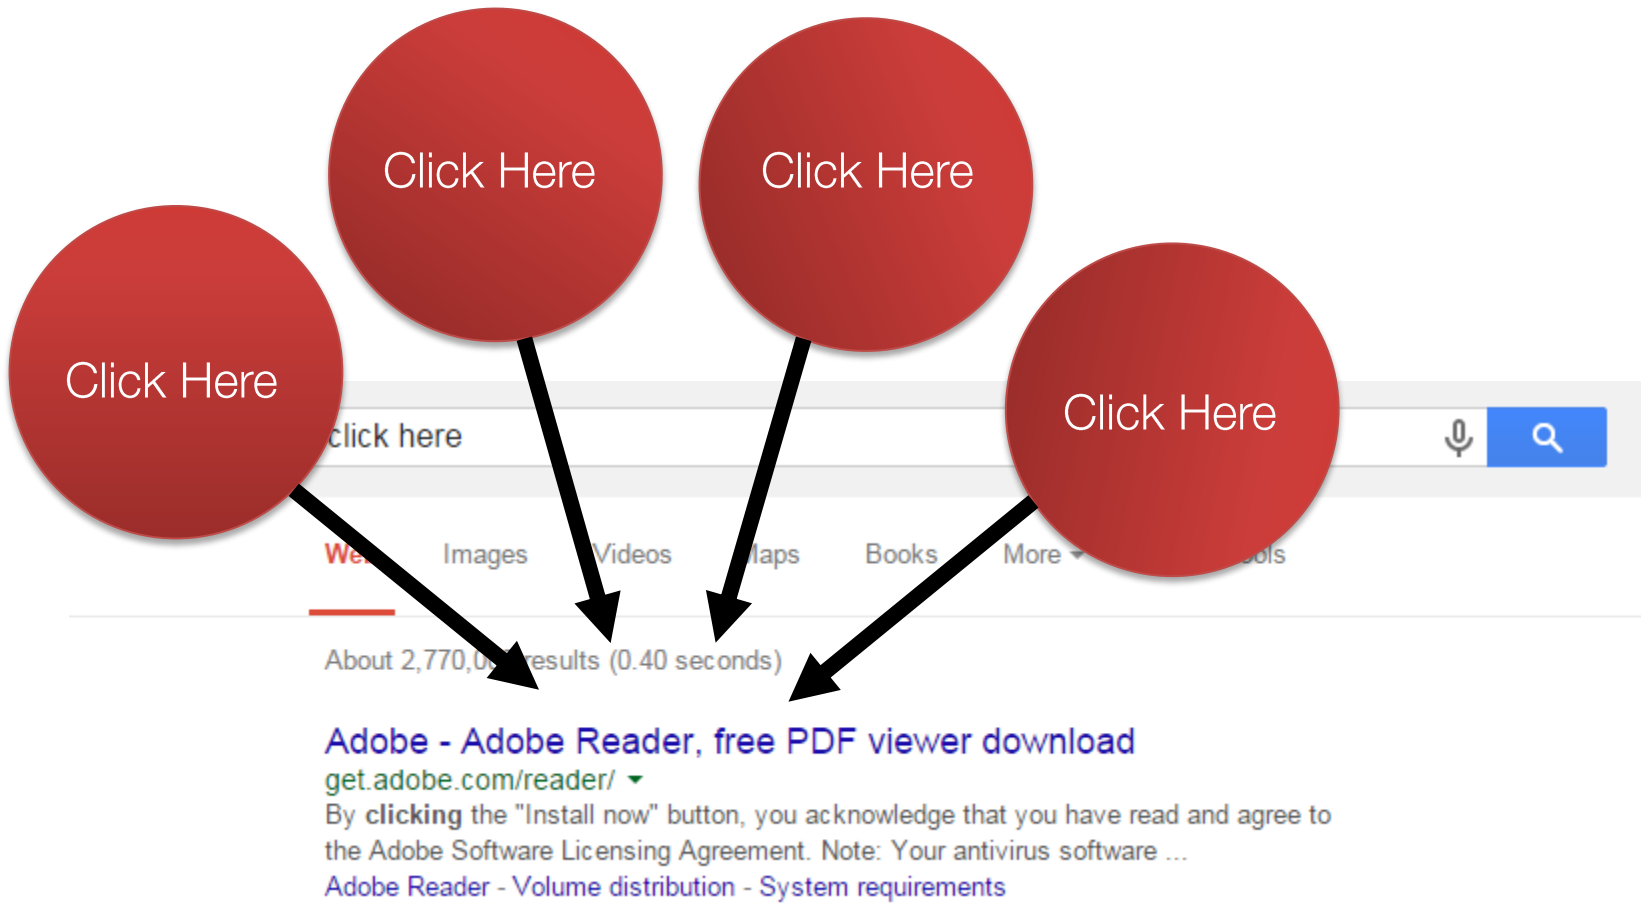 Click Here
Click Here
Click Here
Click Here
click here
Images Videos Books More
About results (0.40 seconds)
Adobe - Adobe Reader, free PDF viewer download
get.adobe.com/reader/
By clicking the "Install now" button, you acknowledge that you have read and agree to
the Adobe Software Licensing Agreement. Note: Your antivirus software ...
Adobe Reader - Volume distribution - System requirements